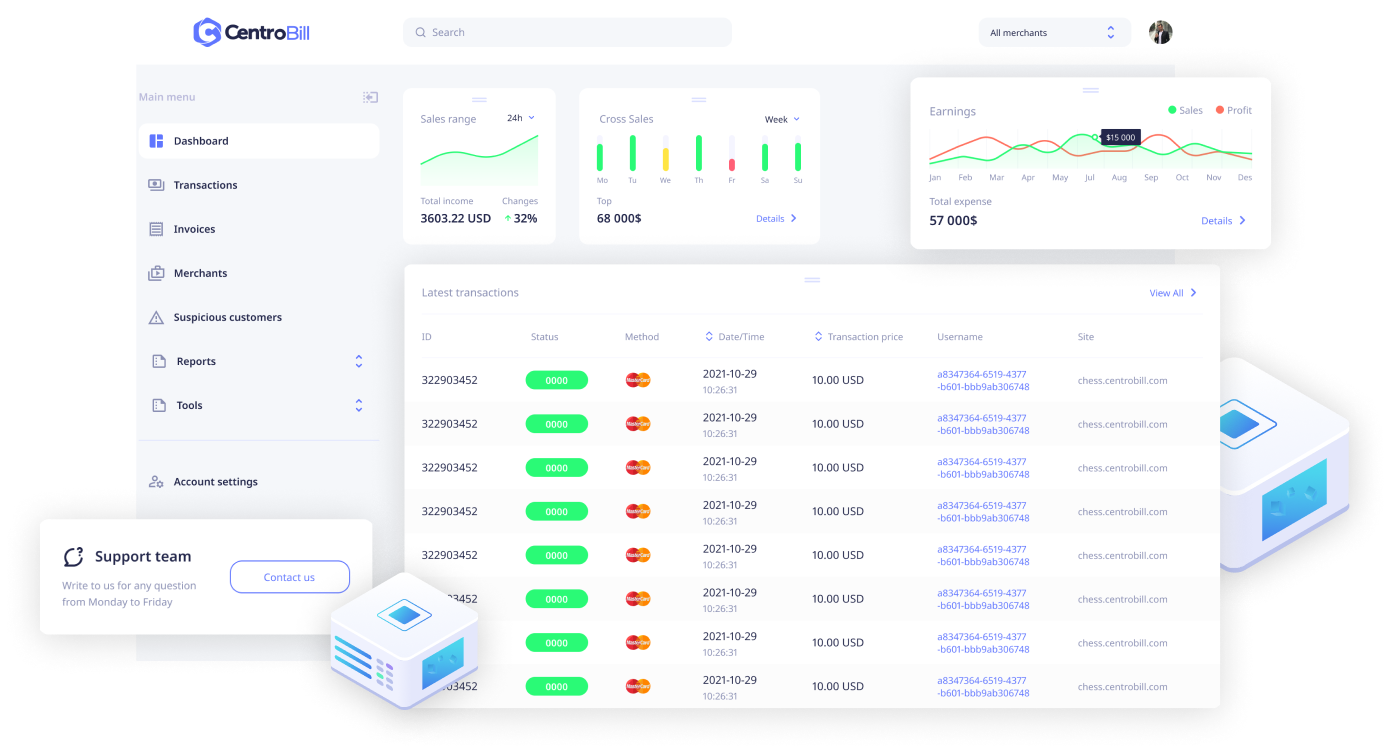 CentroBill
Search
All merchants
Main menu
Dashboard
Transactions
Invoices
Merchants
Suspicious customers
Reports
Tools
Account settings
Support team
Write to us for any question
from Monday to Friday
Contact us
Sales range
24h
Total income Changes
3603.22 USD 32%
Cross Sales
Week
Mo Tu We Th Fr Sa Su
Top
68 000$
Details
Earnings
Sales Profit
$15 000
Jan Feb Mar Apr May Jul Aug Sep Oct Nov Des
Total expense
57 000$
Details
Latest transactions
View All
ID Status Method Date/Time Transaction price Username Site
322903452 0000 MasterCard 2021-10-29 10.00 USD a8347364-6519-4377 chess.centrobill.com
10:26:31 -b601-bbb9ab306748
322903452 0000 MasterCard 2021-10-29 10.00 USD a8347364-6519-4377 chess.centrobill.com
10:26:31 -b601-bbb9ab306748
322903452 0000 MasterCard 2021-10-29 10.00 USD a8347364-6519-4377 chess.centrobill.com
10:26:31 -b601-bbb9ab306748
322903452 0000 MasterCard 2021-10-29 10.00 USD a8347364-6519-4377 chess.centrobill.com
10:26:31 -b601-bbb9ab306748
322903452 0000 MasterCard 2021-10-29 10.00 USD a8347364-6519-4377 chess.centrobill.com
10:26:31 -b601-bbb9ab306748
03452 0000 MasterCard 2021-10-29 10.00 USD a8347364-6519-4377 chess.centrobill.com
10:26:31 -b601-bbb9ab306748
0000 MasterCard 2021-10-29 10.00 USD a8347364-6519-4377 chess.centrobill.com
10:26:31 -b601-bbb9ab306748
03452 0000 MasterCard 2021-10-29 10.00 USD a8347364-6519-4377 chess.centrobill.com
10:26:31 -b601-bbb9ab306748